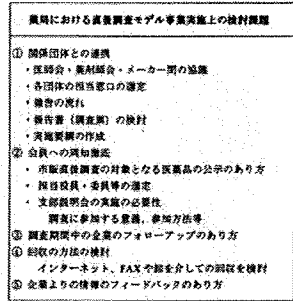 薬局における直後調査モデル事業実施上の検討課題
① 関係団体との連携
・医師会・薬剤師会・メーカー間の協議
・各団体の担当窓口の選定
・報告の流れ
・報告書(調査票)の検討
・実施要綱の作成
② 会員への周知徹底
・市販直後調査の対象となる医薬品の公示のあり方
・担当役員・委員等の選定
・支部説明会の実施の必要性
調査に参加する意義、参加方法等
③ 調査期間中の企業のフォローアップのあり方
④ 回収の方法の検討
インターネット、FAXや卸を介しての回収を検討
⑤ 企業よりの情報のフィードバックのあり方